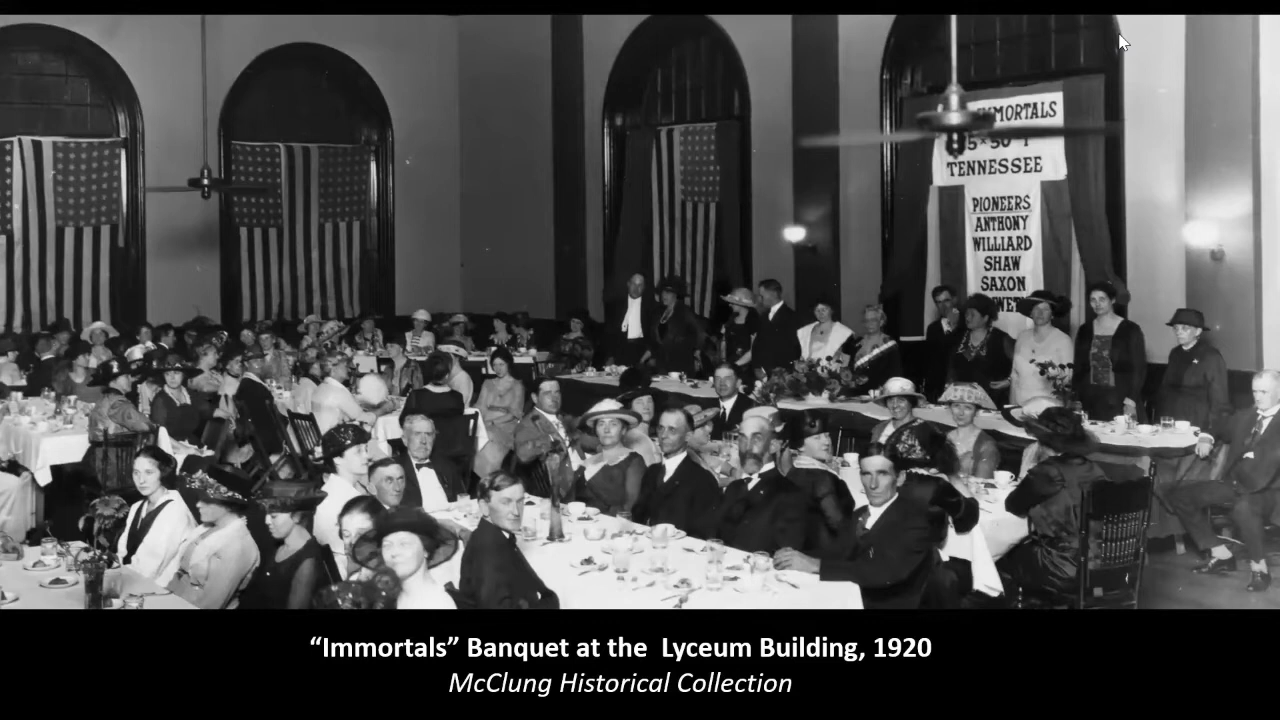 IMMORTALS
TENNESSEE
PIONEERS
ANTHONY
WILLIARD
SHAW
SAXON
“Immortals” Banquet at the  Lyceum Building, 1920
McClung Historical Collection